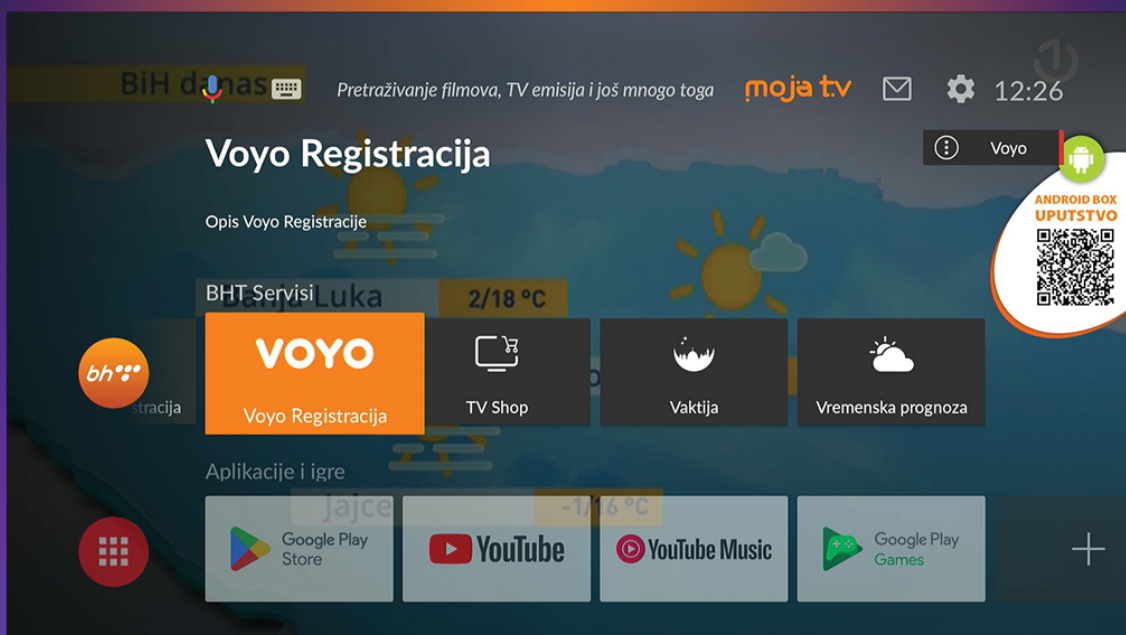 BiH danas
Pretraživanje filmova, TV emisija i još mnogo toga
moja tv
12:26
Voyo Registracija
Voyo
Opis Voyo Registracije
ANDROID BOX
UPUTSTVO
BHT Servisi
Banja Luka
2/18 °C
bh
stracija
VOYO
Voyo Registracija
TV Shop
Vaktija
Vremenska prognoza
Aplikacije i igre
Jajce
-1/16 °C
Google Play
Store
YouTube
YouTube Music
Google Play
Games